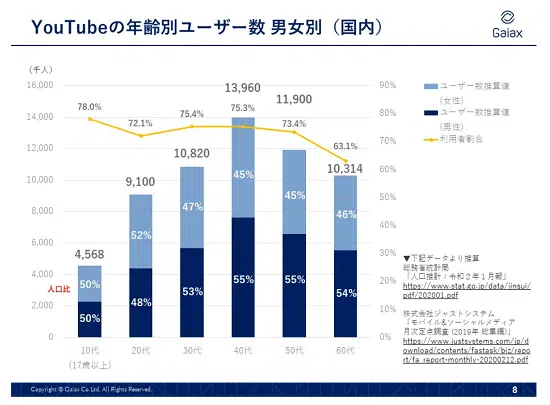 YouTubeの年齢別ユーザー数 男女別（国内）
Gaiax
（千人）
16,000
14,000
12,000
10,000
8,000
6,000
4,000
2,000
0
人口比
90%
80%
70%
60%
50%
40%
30%
20%
10%
0%
78.0%
72.1%
75.4%
75.3%
73.4%
63.1%
4,568
9,100
10,820
13,960
11,900
10,314
50%
52%
47%
45%
45%
46%
50%
48%
53%
55%
55%
54%
10代
（17歳以上）
20代
30代
40代
50代
60代
ユーザー数推算値
（女性）
ユーザー数推算値
（男性）
利用者割合
▼下記データより推算
総務省統計局
「人口推計：令和２年１月報」
https://www.stat.go.jp/data/jinsui/
pdf/202001.pdf
株式会社ジャストシステム
「モバイル&ソーシャルメディア
月次定点調査 (2019年 総集編)」
https://www.justsystems.com/jp/d
ownload/contents/fastask/biz/repo
rt/fa_report-monthly-20200212.pdf
Copyright © Gaiax Co.Ltd. All Rights Reserved.
8